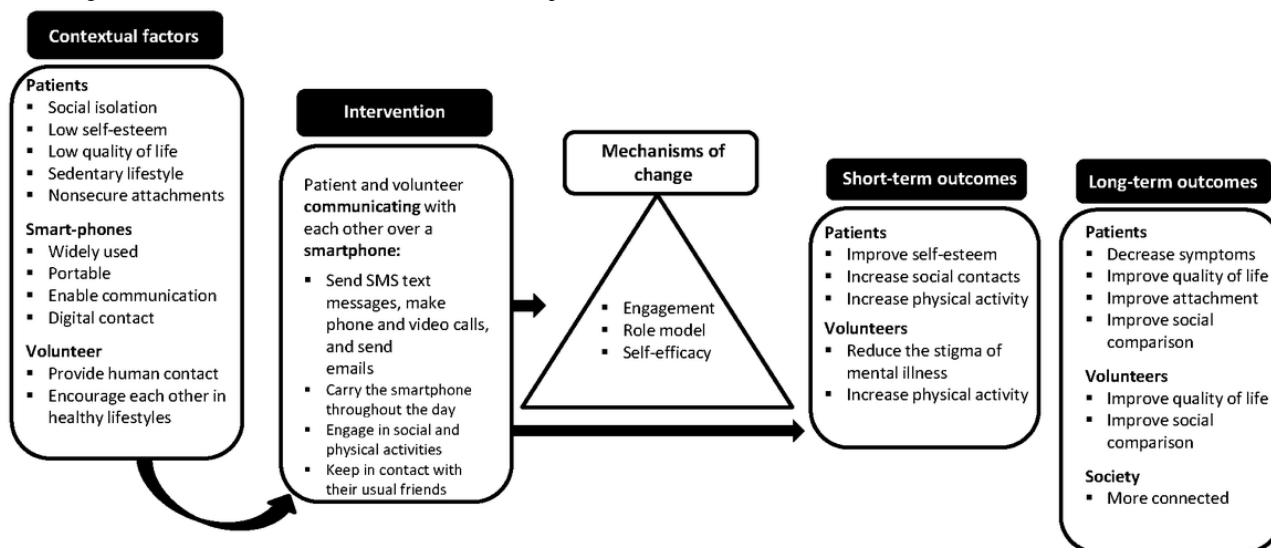 Contextual factors
Patients
▪ Social isolation
▪ Low self-esteem
▪ Low quality of life
▪ Sedentary lifestyle
▪ Nonsecure attachments
Smart-phones
▪ Widely used
▪ Portable
▪ Enable communication
▪ Digital contact
Volunteer
▪ Provide human contact
▪ Encourage each other in
healthy lifestyles
Intervention
Patient and volunteer
communicating with
each other over a
smartphone:
▪ Send SMS text
messages, make
phone and video calls,
and send
emails
▪ Carry the smartphone
throughout the day
▪ Engage in social and
physical activities
▪ Keep in contact with
their usual friends
Mechanisms of
change
▪ Engagement
▪ Role model
▪ Self-efficacy
Short-term outcomes
Patients
▪ Improve self-esteem
▪ Increase social contacts
▪ Increase physical activity
Volunteers
▪ Reduce the stigma of
mental illness
▪ Increase physical activity
Long-term outcomes
Patients
▪ Decrease symptoms
▪ Improve quality of life
▪ Improve attachment
▪ Improve social
comparison
Volunteers
▪ Improve quality of life
▪ Improve social
comparison
Society
▪ More connected